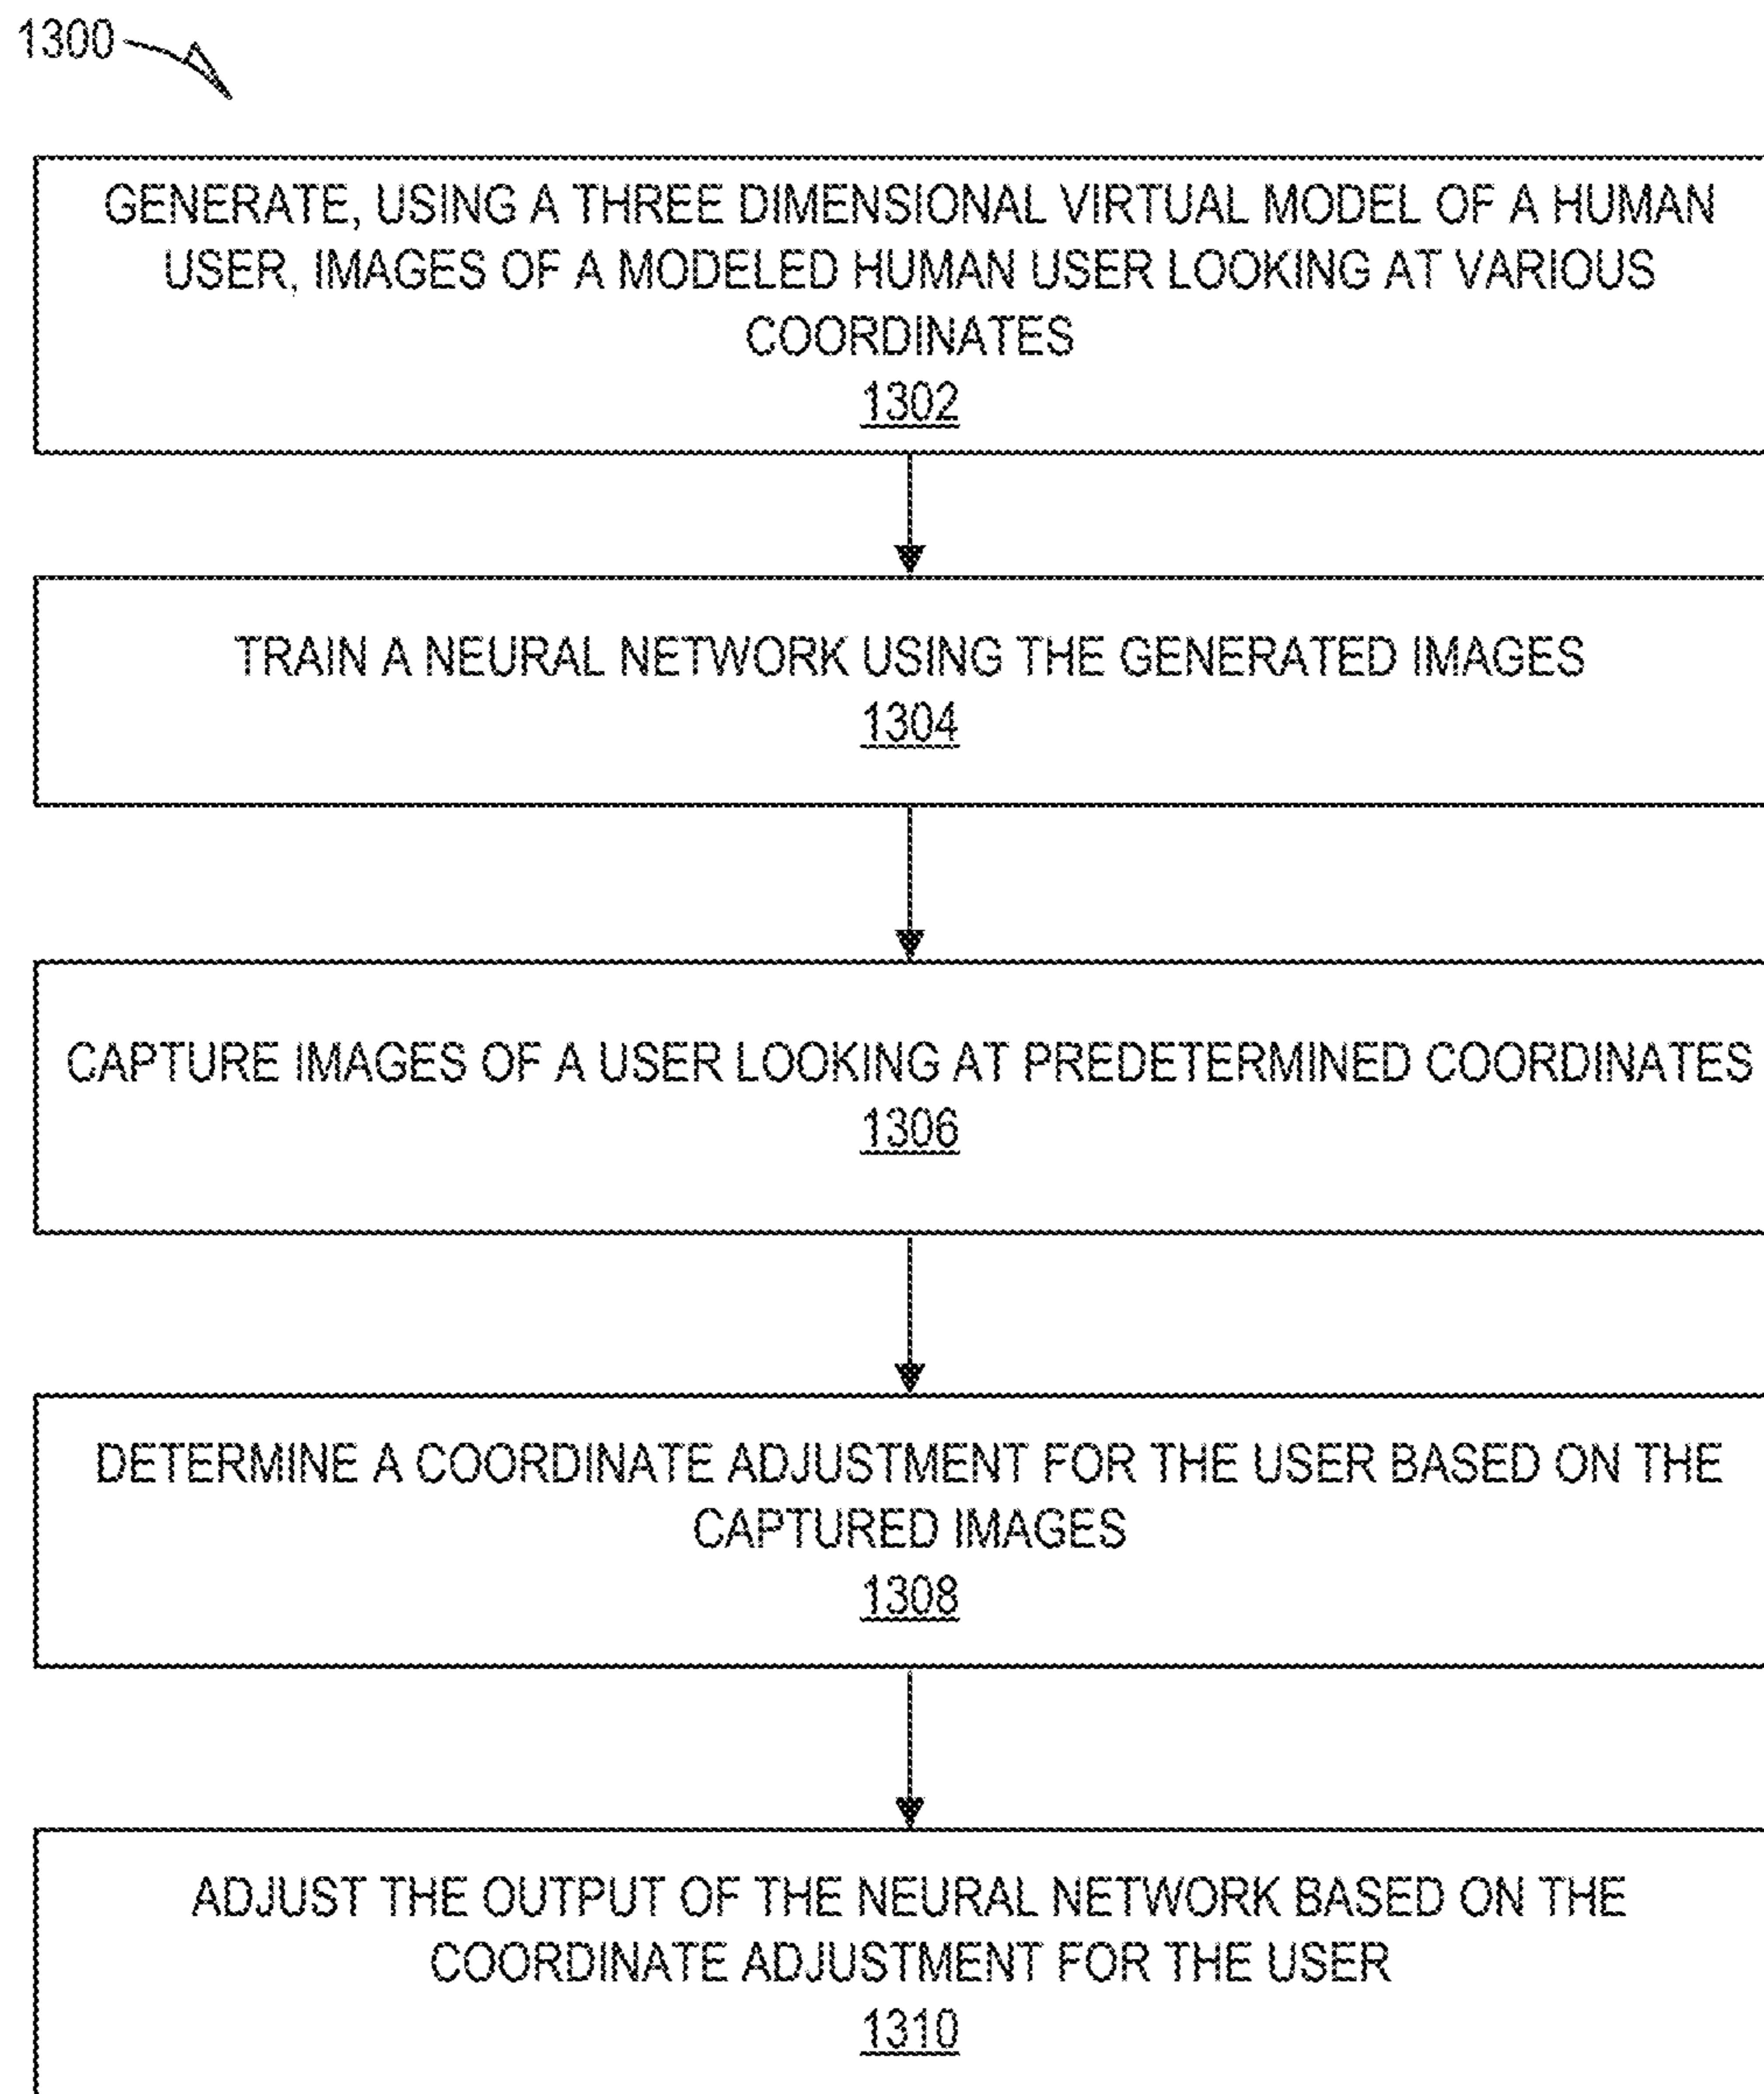 1300
GENERATE, USING A THREE DIMENSIONAL VIRTUAL MODEL OF A HUMAN
USER, IMAGES OF A MODELED HUMAN USER LOOKING AT VARIOUS
COORDINATES
1302
TRAIN A NEURAL NETWORK USING THE GENERATED IMAGES
1304
CAPTURE IMAGES OF A USER LOOKING AT PREDETERMINED COORDINATES
1306
DETERMINE A COORDINATE ADJUSTMENT FOR THE USER BASED ON THE
CAPTURED IMAGES
1308
ADJUST THE OUTPUT OF THE NEURAL NETWORK BASED ON THE
COORDINATE ADJUSTMENT FOR THE USER
1310